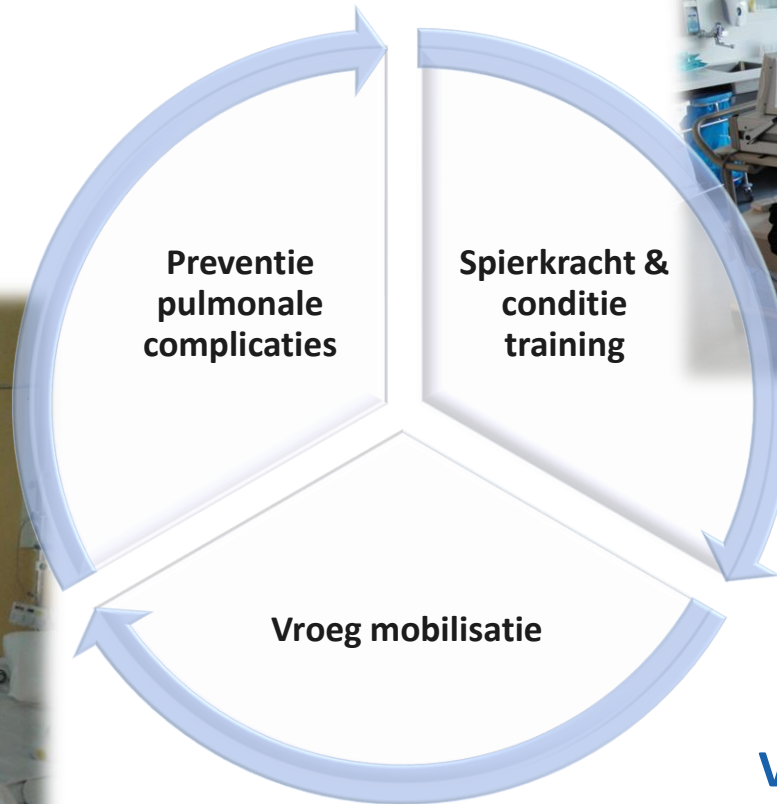 Preventie
pulmonale
complicaties
Spierkracht &
conditie
training
Vroeg mobilisatie